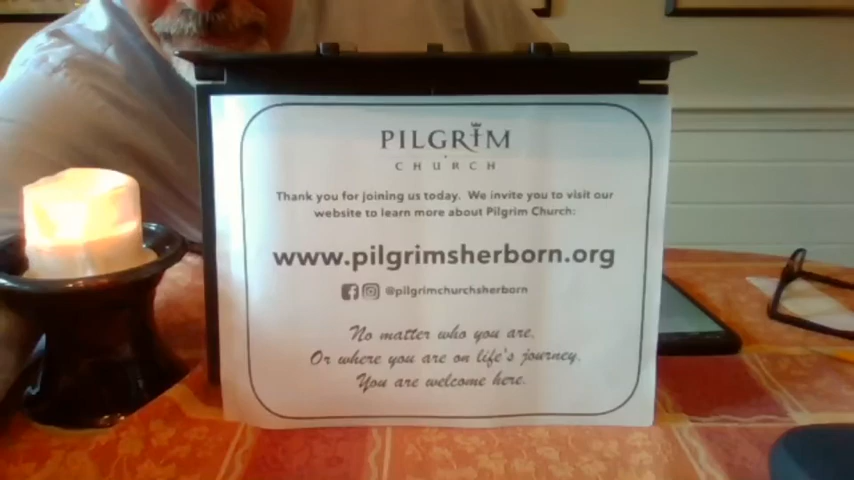 PILGRIM
CHURCH
Thank you for joining us today. We invite you to visit our
website to learn more about Pilgrim Church:
www.pilgrimsherborn.org
@pilgrimchurchsherborn
No matter who you are,
Or where you are on life's journey,
You are welcome here.